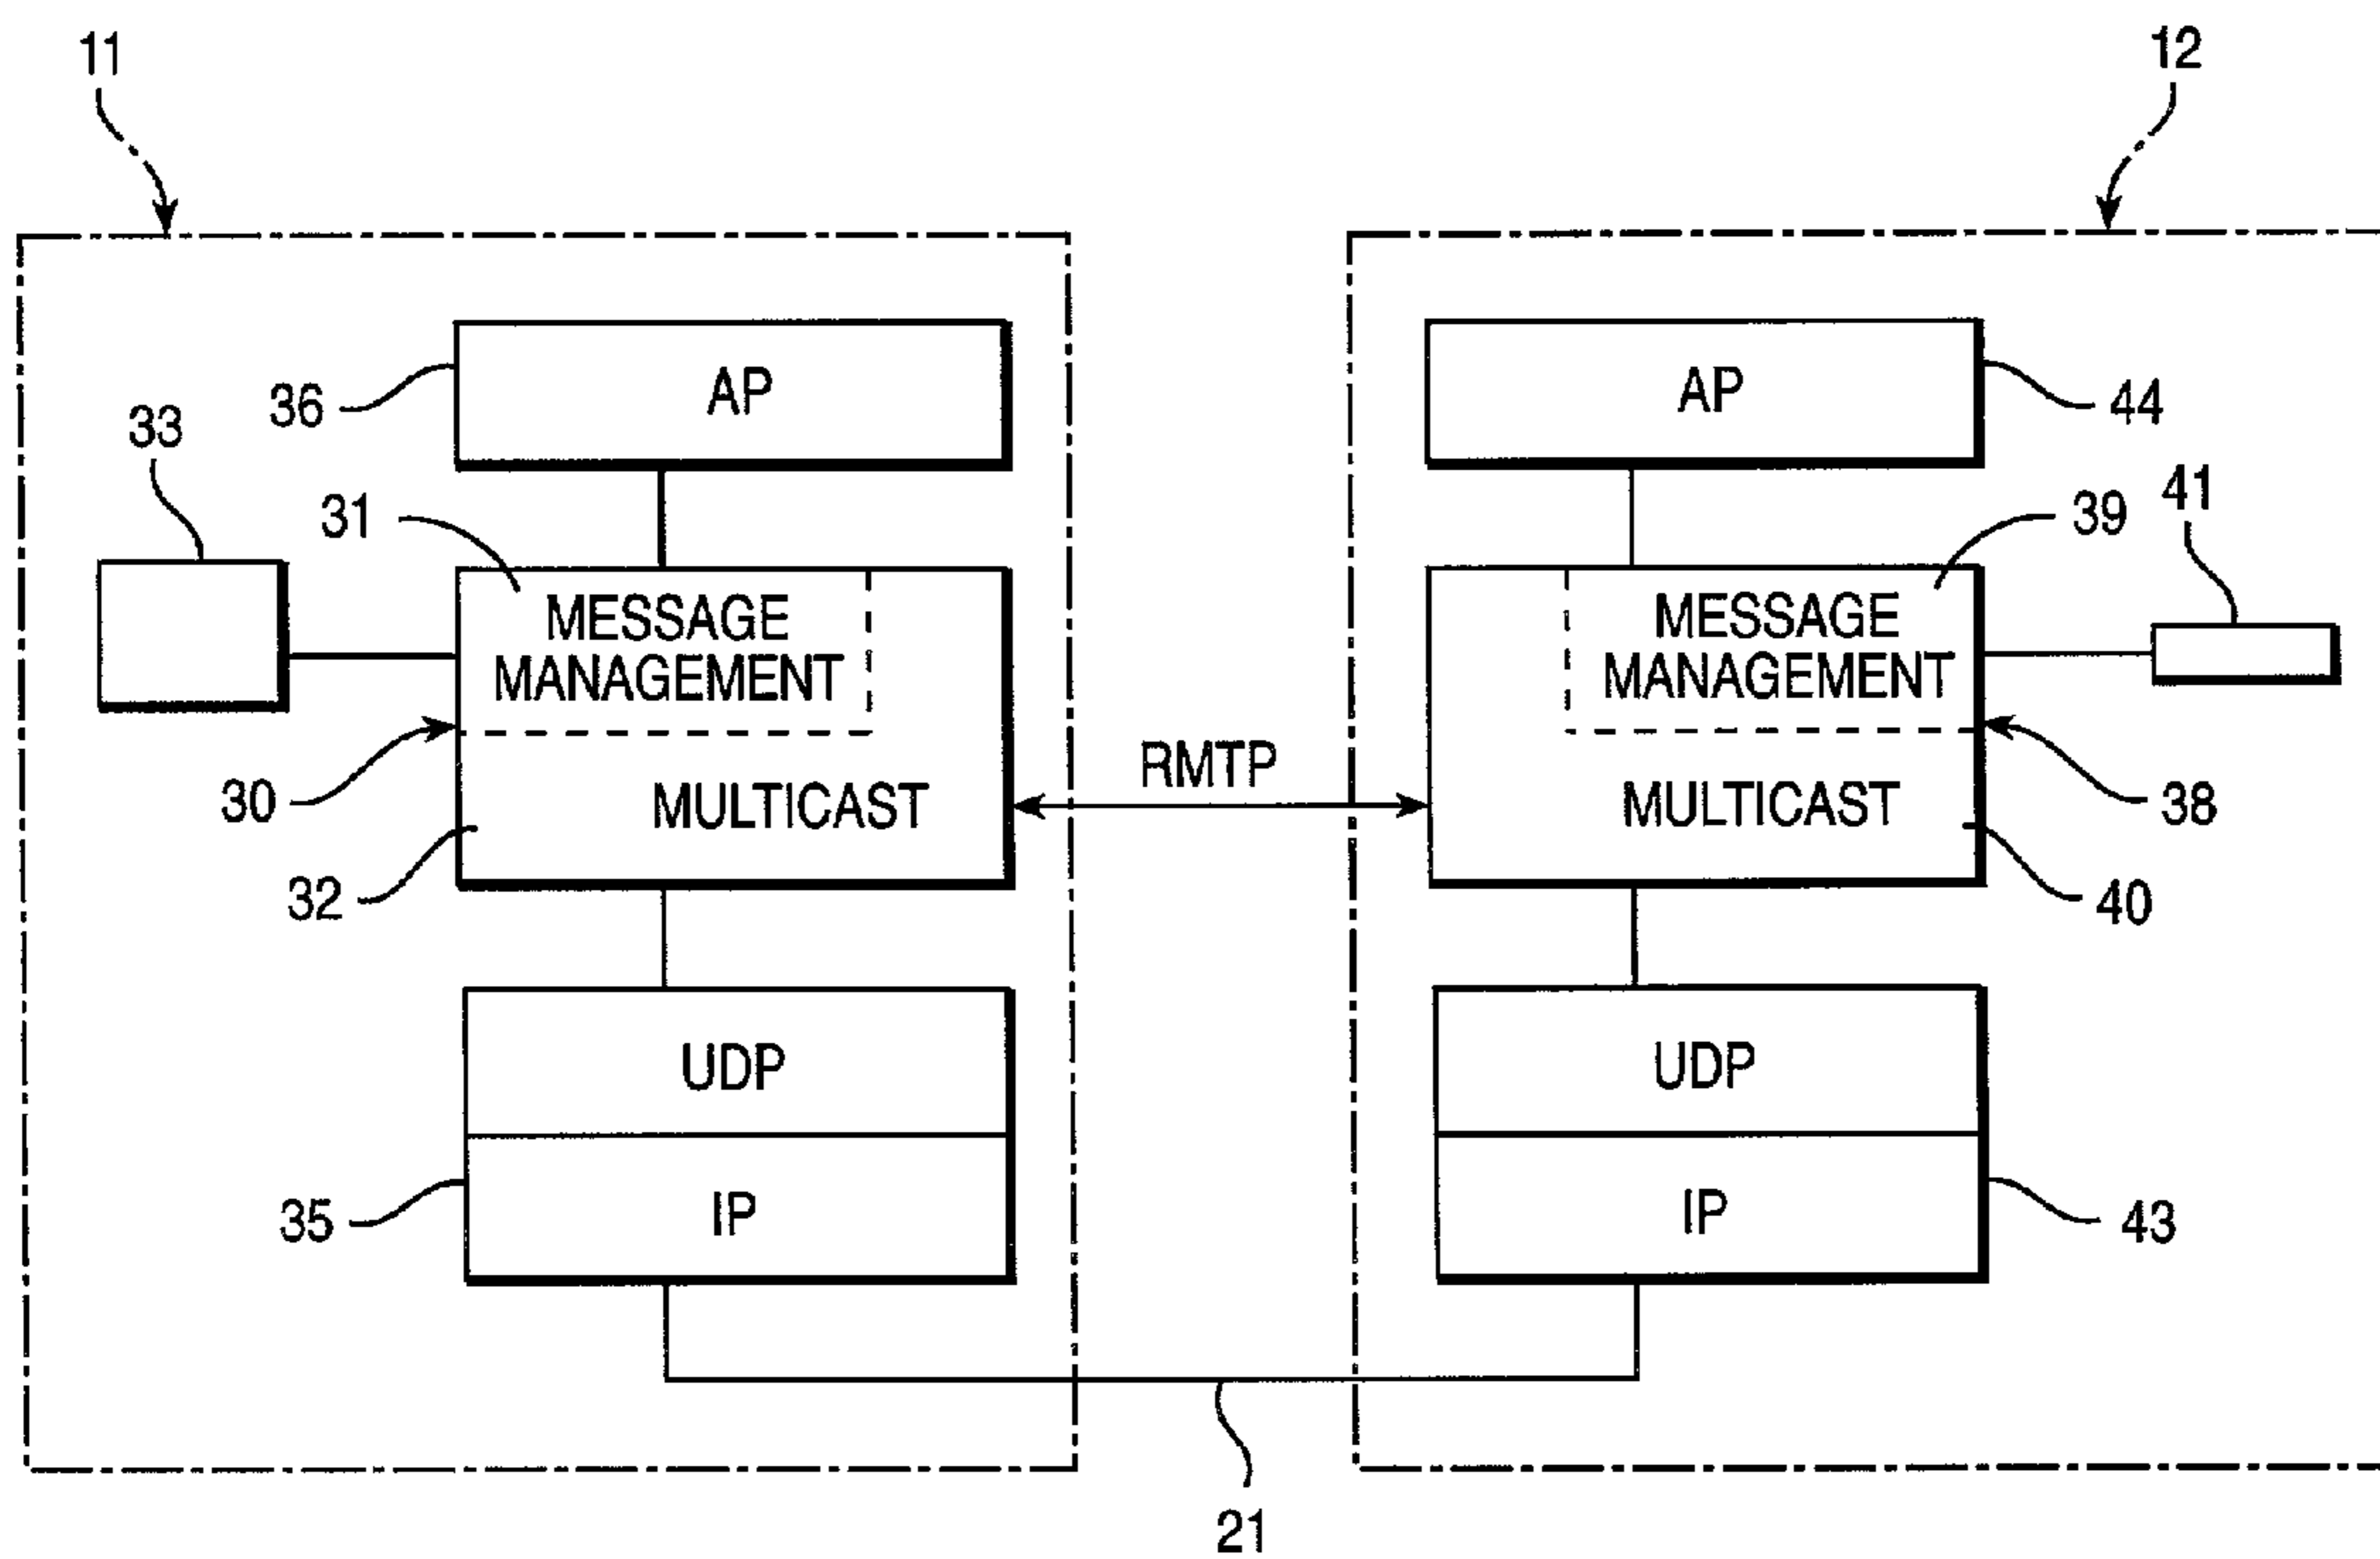 11
12
AP
AP
36
44
33
31
39
41
MESSAGE
MANAGEMENT
MESSAGE
MANAGEMENT
RMTP
30
MULTICAST
MULTICAST
38
32
40
UDP
UDP
IP
IP
35
43
21